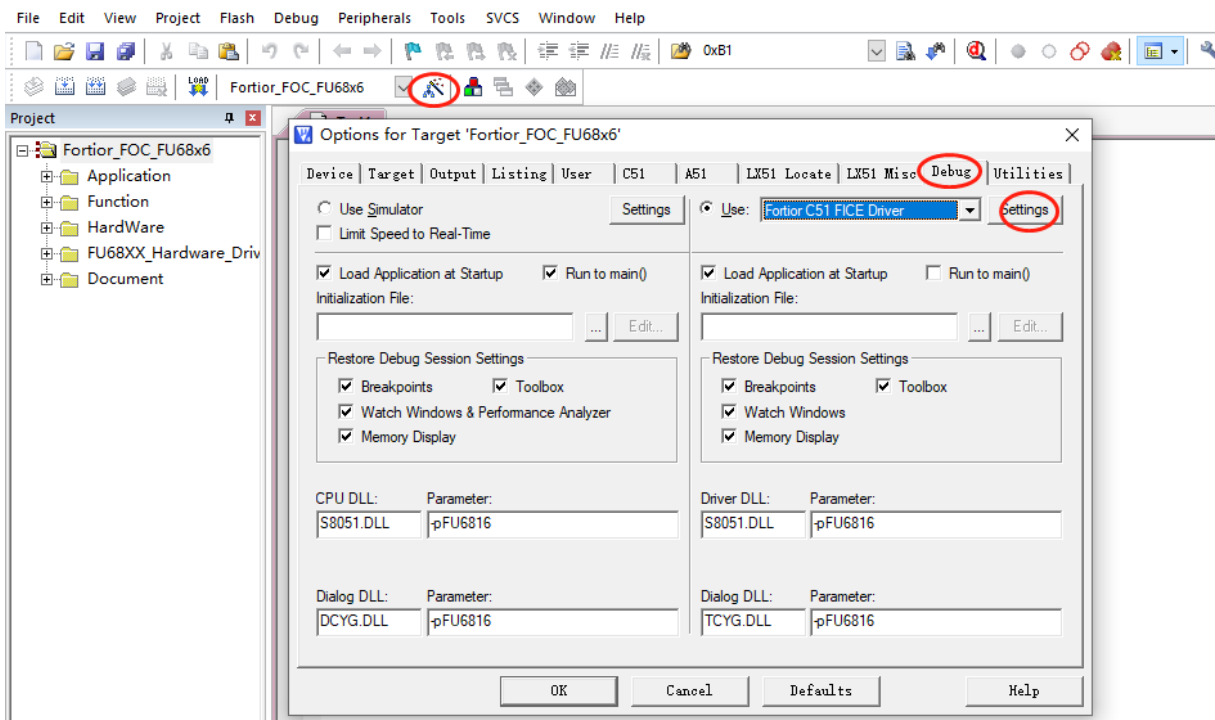 File Edit View Project Flash Debug Peripherals Tools SVCS Window Help
0xB1
LOAD Fortior_FOC_FU68x6
Project
Fortior_FOC_FU68x6
Application
Function
HardWare
FU68XX_Hardware_Driv
Document
Options for Target 'Fortior_FOC_FU68x6'
Device Target Output Listing User C51 A51 LX51 Locate LX51 Misc Debug Utilities
Use Simulator Settings Use: Fortior C51 FICE Driver Settings
Limit Speed to Real-Time
Load Application at Startup Run to main() Load Application at Startup Run to main()
Initialization File: Initialization File:
... Edit... ... Edit...
Restore Debug Session Settings Restore Debug Session Settings
Breakpoints Toolbox Breakpoints Toolbox
Watch Windows & Performance Analyzer Watch Windows
Memory Display Memory Display
CPU DLL: Parameter: Driver DLL: Parameter:
S8051.DLL -pFU6816 S8051.DLL -pFU6816
Dialog DLL: Parameter: Dialog DLL: Parameter:
DCYG.DLL -pFU6816 TCYG.DLL -pFU6816
OK Cancel Defaults Help